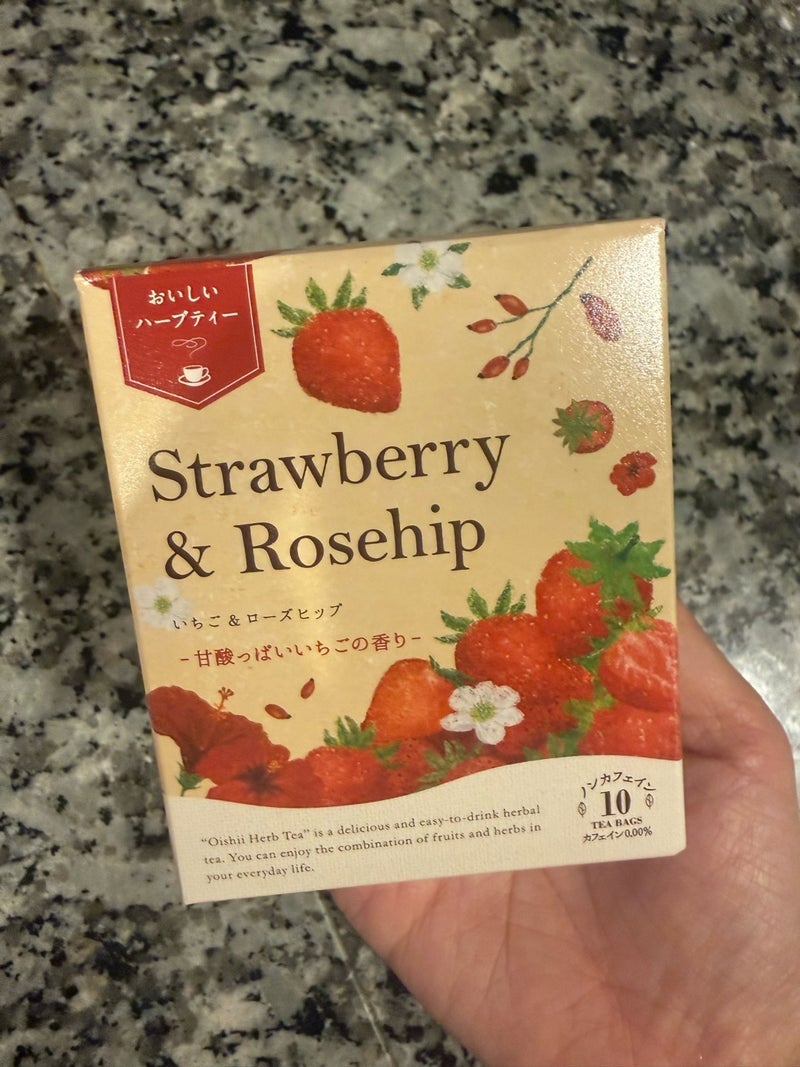 おいしい
ハーブティー
Strawberry
& Rosehip
いちご&ローズヒップ
-甘酸っぱいいちごの香り-
"Oishii Herb Tea" is a delicious and easy-to-drink herbal
tea. You can enjoy the combination of fruits and herbs in
your everyday life.
ノンカフェイン
10
TEA BAGS
カフェイン0.00%